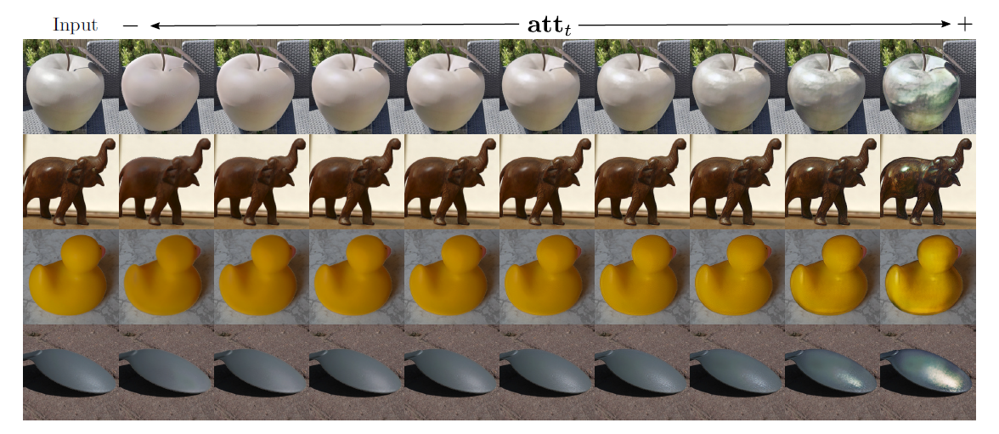 Input − att_t +